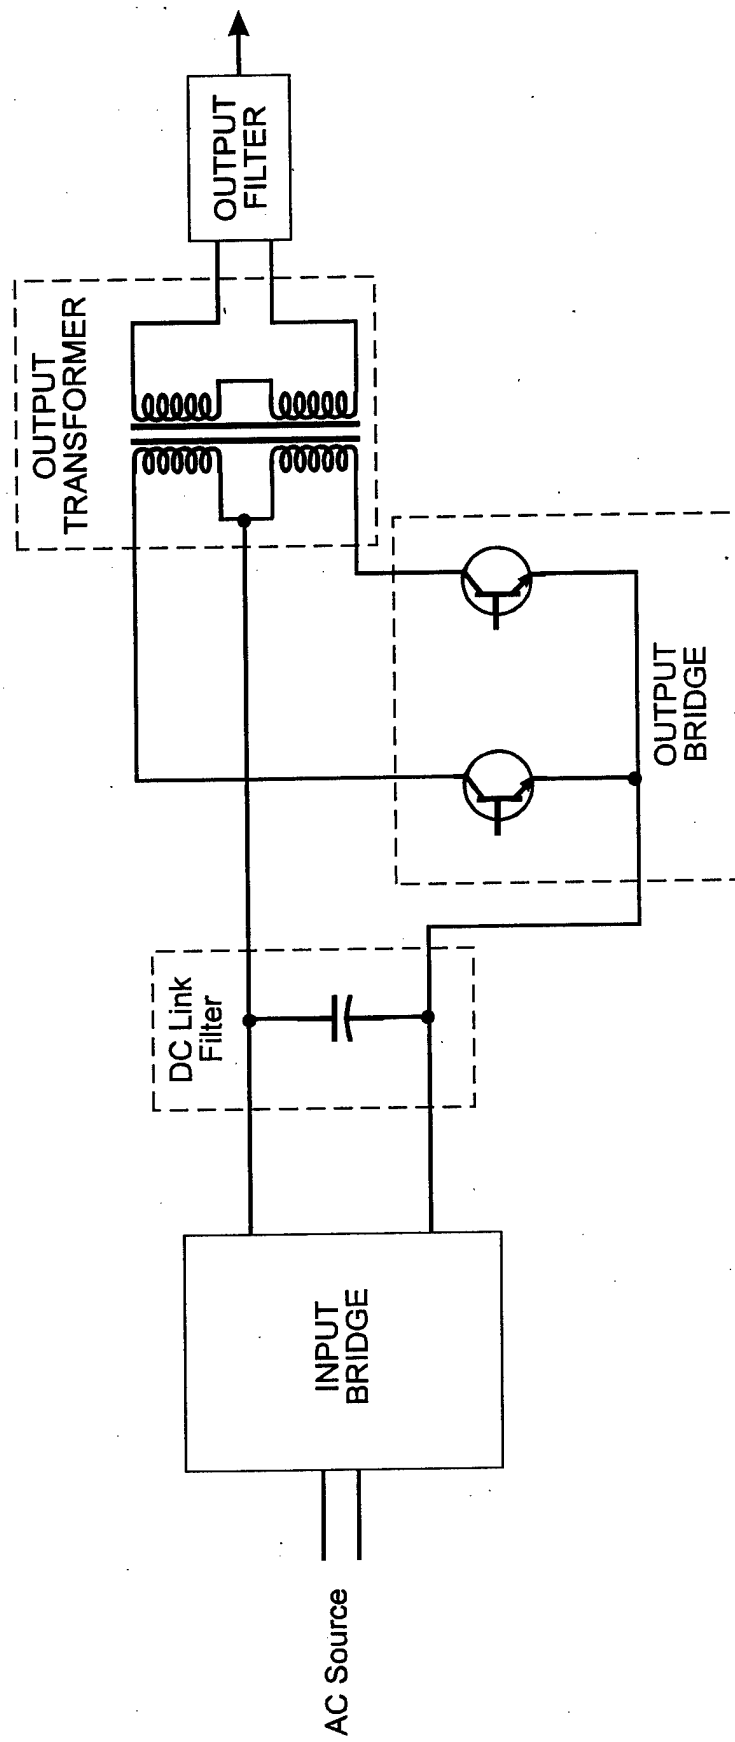 AC Source
INPUT
BRIDGE
DC Link
Filter
OUTPUT
BRIDGE
OUTPUT
TRANSFORMER
OUTPUT
FILTER